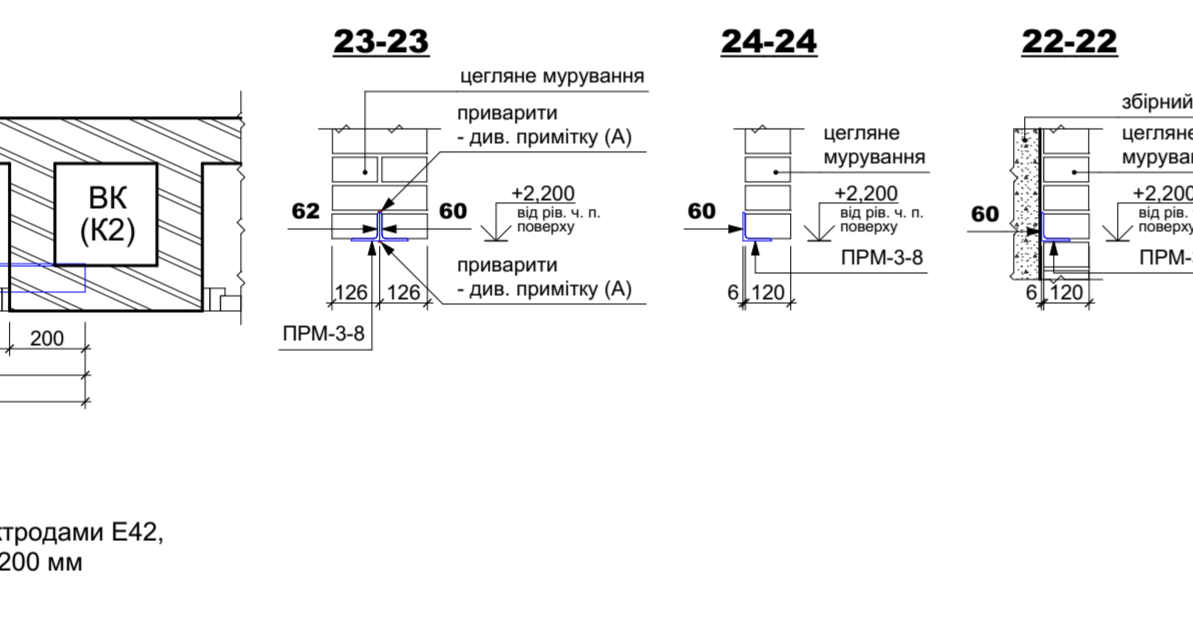 23-23
цегляне мурування
приварити
- див. примітку (А)
+2,200
від рів. ч. п.
поверху
62
60
приварити
- див. примітку (А)
126
126
ПРМ-3-8
24-24
цегляне
мурування
+2,200
від рів. ч. п.
поверху
60
ПРМ-3-8
6
120
22-22
збірний
цегляне
муруван
+2,200
від рів.
поверху
60
ПРМ-
6
120
ВК
(К2)
200
ктродами Е42,
200 мм